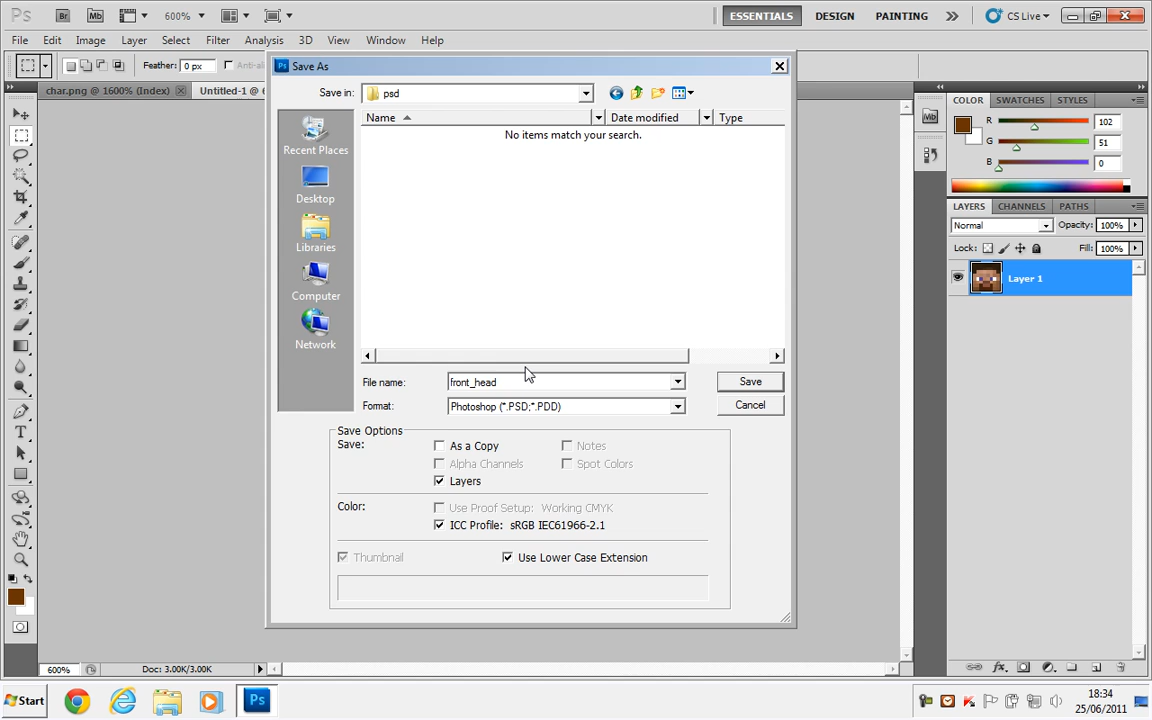 Ps Br Mb 600% ESSENTIALS DESIGN PAINTING CS Live
File Edit Image Layer Select Filter Analysis 3D View Window Help
Feather: 0 px
char.png @ 1600% (Index)
Untitled-1 @
Ps Save As
Save in: psd
Name Date modified Type
No items match your search.
Recent Places
Desktop
Libraries
Computer
Network
File name: front_head Save
Format: Photoshop (*.PSD;*.PDD) Cancel
Save Options
Save: As a Copy Notes
Alpha Channels Spot Colors
Layers
Color: Use Proof Setup: Working CMYK
ICC Profile: sRGB IEC61966-2.1
Thumbnail Use Lower Case Extension
COLOR SWATCHES STYLES
R 102
G 51
B 0
LAYERS CHANNELS PATHS
Normal Opacity: 100%
Lock: Fill: 100%
Layer 1
600% Doc: 3.00K/3.00K
Start Ps
18:34
25/06/2011